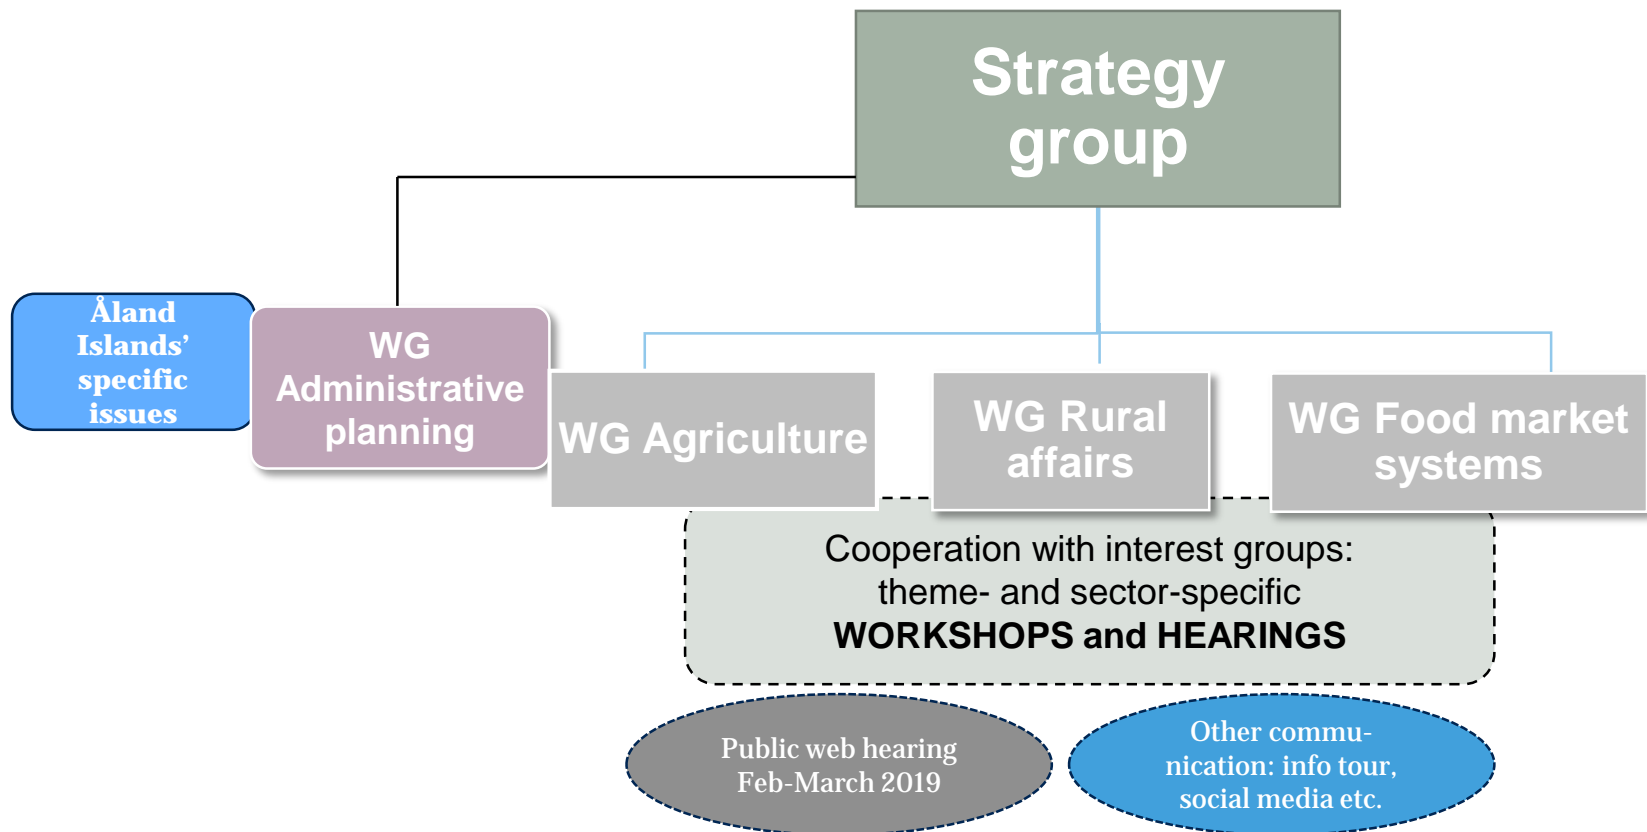 Strategy
group
Åland
Islands’
specific
issues
WG
Administrative
planning
WG Agriculture
WG Rural
affairs
WG Food market
systems
Cooperation with interest groups:
theme- and sector-specific
WORKSHOPS and HEARINGS
Public web hearing
Feb-March 2019
Other commu-
nication: info tour,
social media etc.